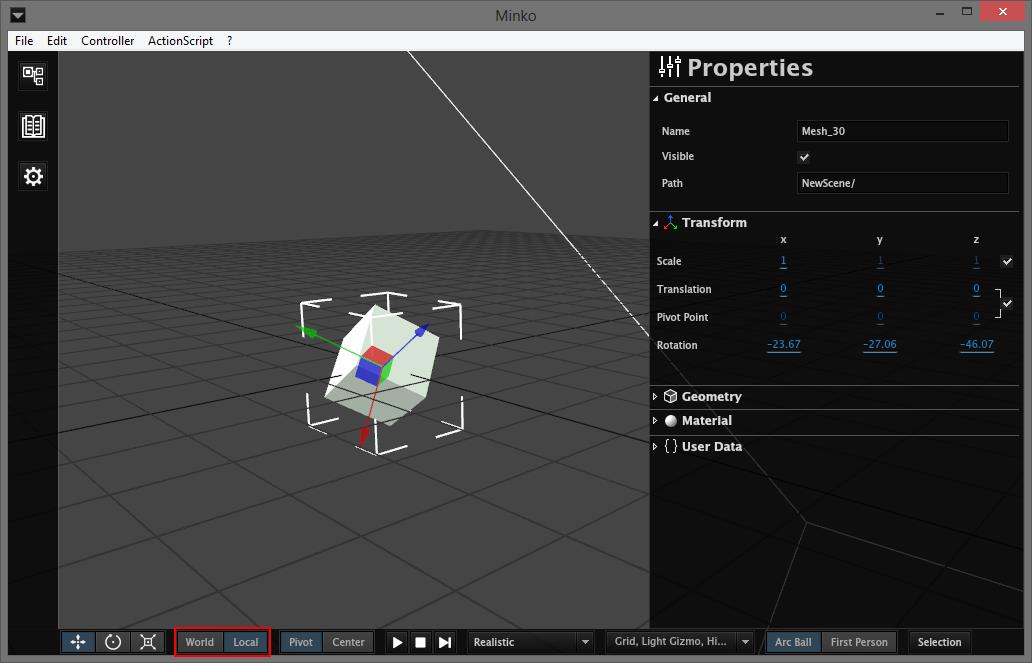 Minko
File Edit Controller ActionScript ?
Properties
General
Name Mesh_30
Visible
Path NewScene/
Transform
x y z
Scale 1 1 1
Translation 0 0 0
Pivot Point 0 0 0
Rotation -23.67 -27.06 -46.07
Geometry
Material
{} User Data
World Local Pivot Center Realistic Grid, Light Gizmo, Hi... Arc Ball First Person Selection